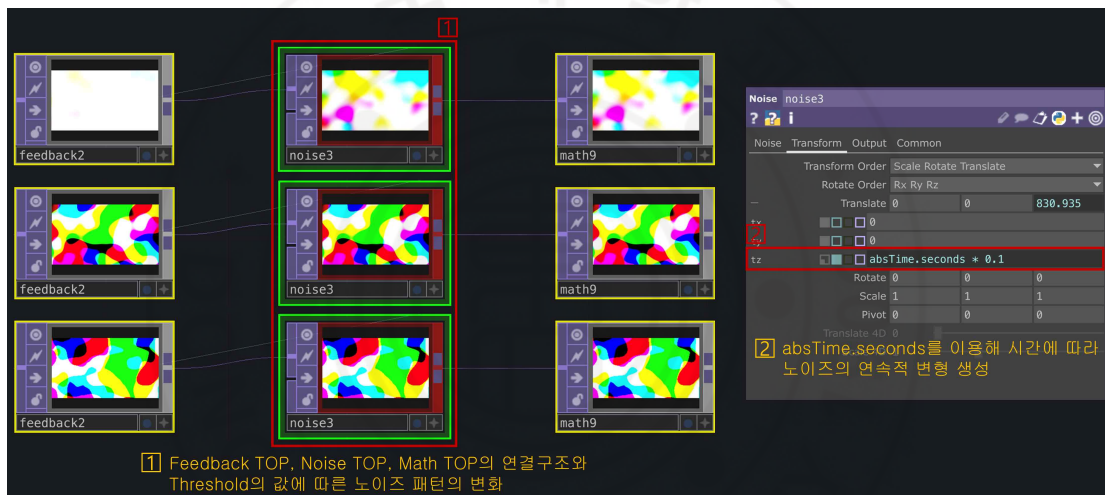 1
feedback2
noise3
math9
feedback2
noise3
math9
feedback2
noise3
math9
1 Feedback TOP, Noise TOP, Math TOP의 연결구조와
Threshold의 값에 따른 노이즈 패턴의 변화
Noise noise3
? ? i
Noise Transform Output Common
Transform Order Scale Rotate Translate
Rotate Order Rx Ry Rz
Translate 0 0 830.935
tx 0
0
tz absTime.seconds * 0.1
Rotate 0 0 0
Scale 1 1 1
Pivot 0 0 0
Translate 4D 0
2 absTime.seconds를 이용해 시간에 따라
노이즈의 연속적 변형 생성